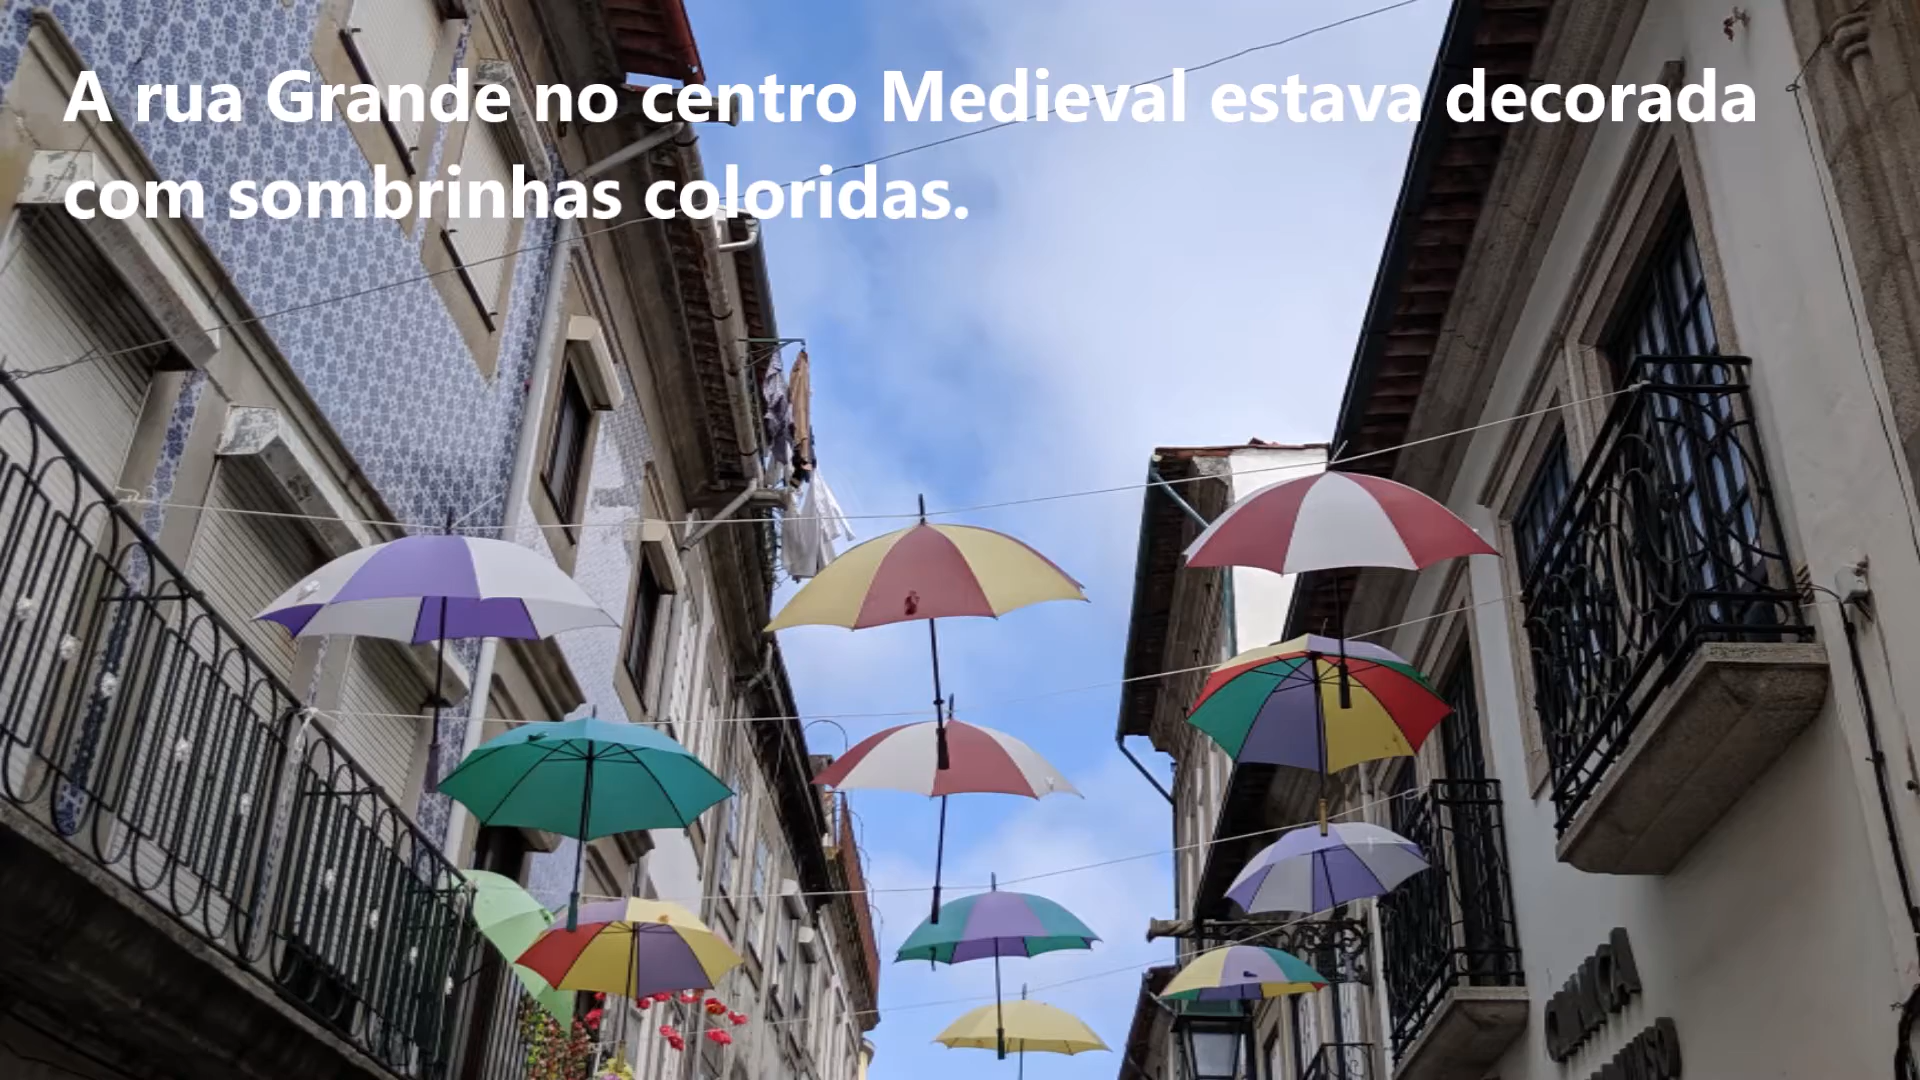 A rua Grande no centro Medieval estava decorada
com sombrinhas coloridas.